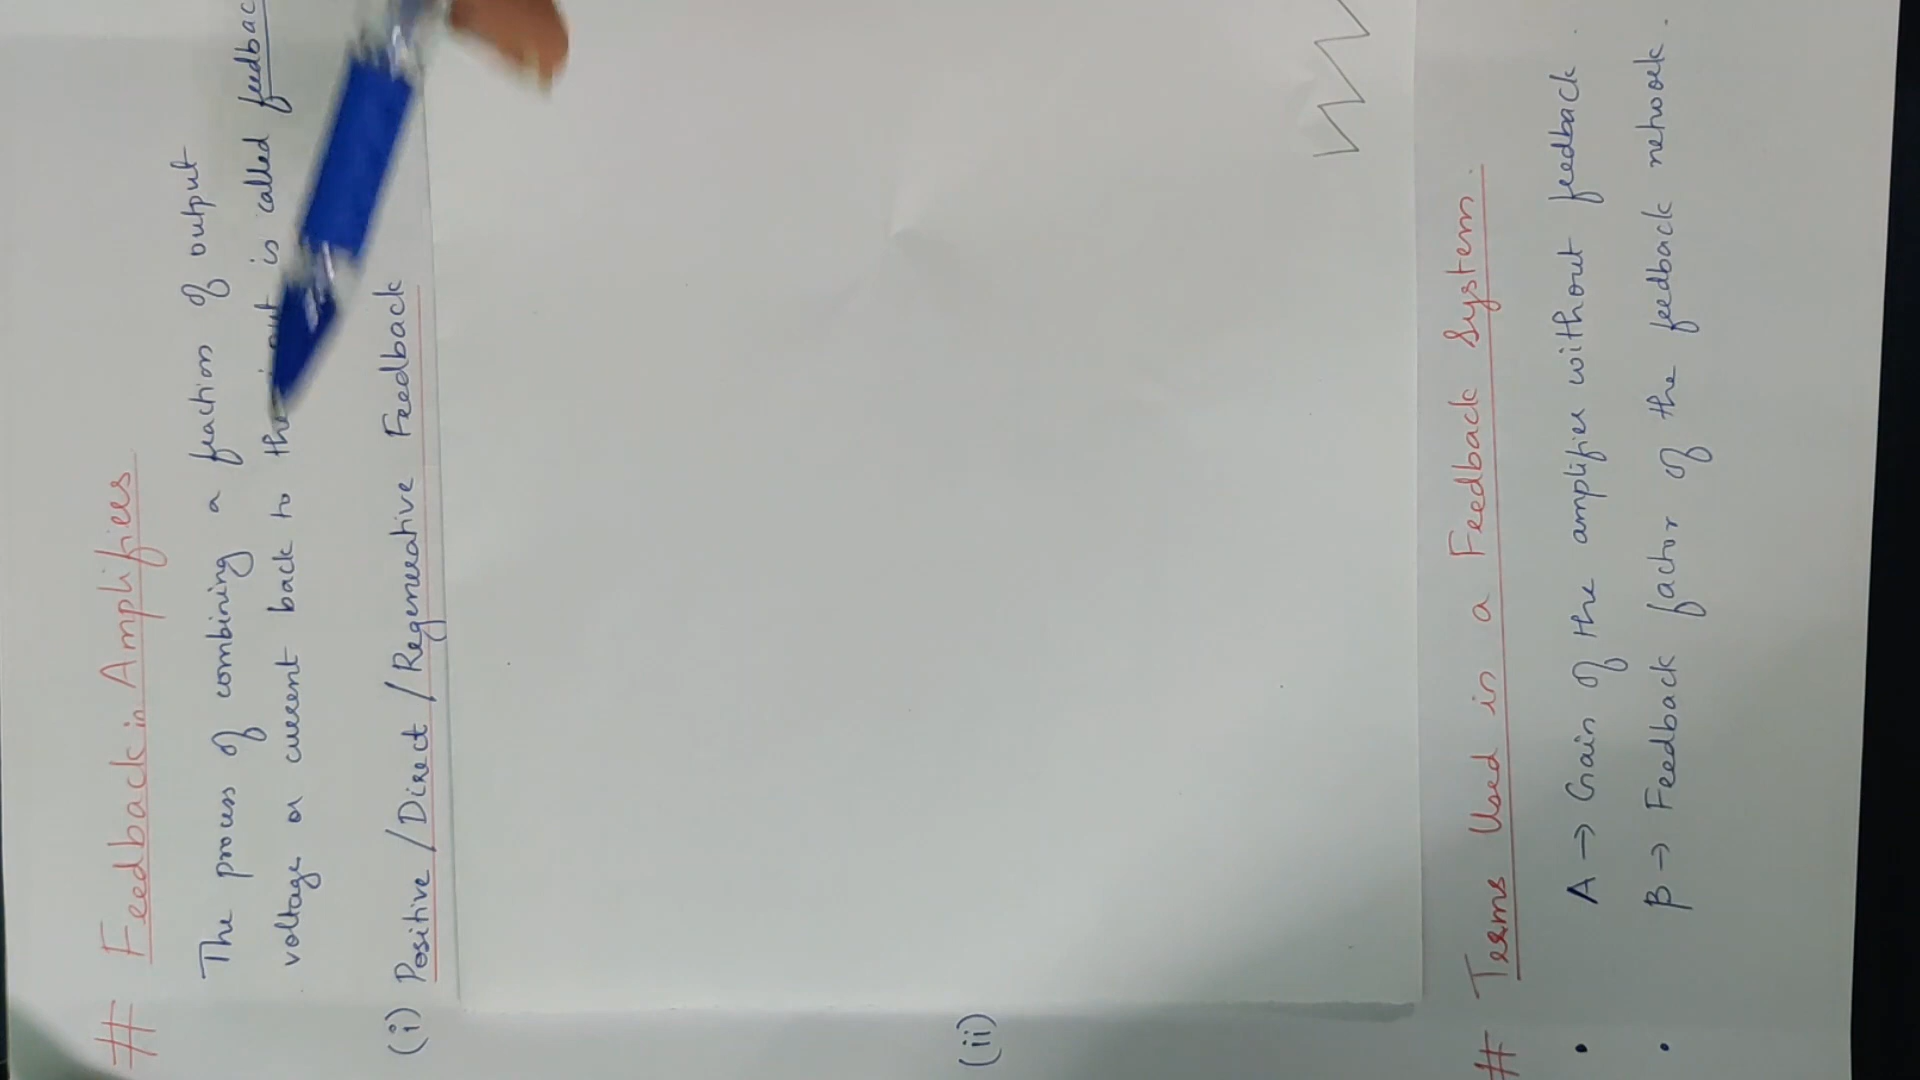 # Feedback in Amplifiers
The process of combining a fraction of output
voltage or current back to the is called
(i) Positive / Direct / Regenerative Feedback
(ii)
# Terms Used in a Feedback System.
• A → Gain of the amplifier without feedback.
• β → Feedback factor of the feedback network.